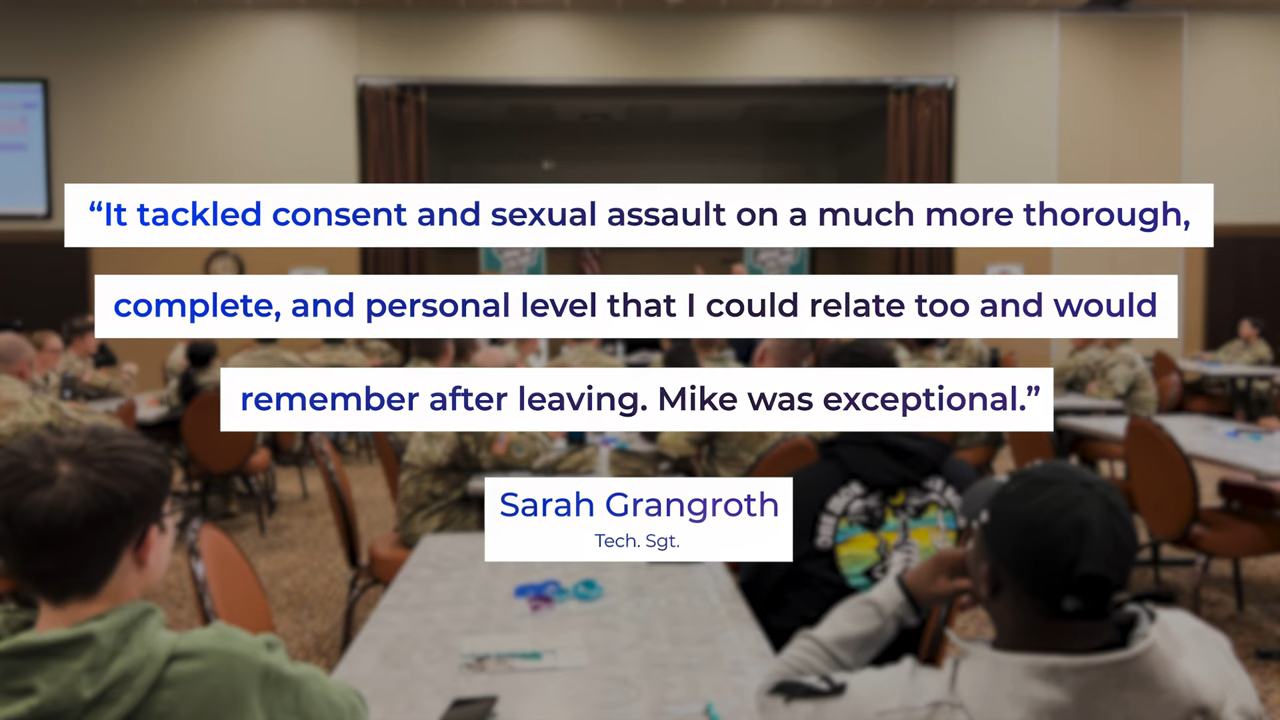 “It tackled consent and sexual assault on a much more thorough,
complete, and personal level that I could relate too and would
remember after leaving. Mike was exceptional.”
Sarah Grangroth
Tech. Sgt.